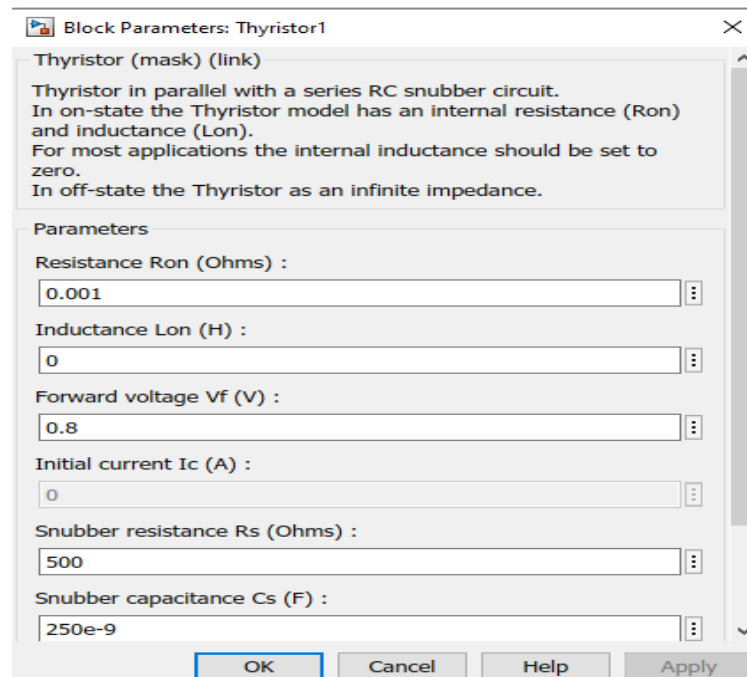 Block Parameters: Thyristor1
Thyristor (mask) (link)
Thyristor in parallel with a series RC snubber circuit.
In on-state the Thyristor model has an internal resistance (Ron)
and inductance (Lon).
For most applications the internal inductance should be set to
zero.
In off-state the Thyristor as an infinite impedance.
Parameters
Resistance Ron (Ohms) :
0.001
Inductance Lon (H) :
0
Forward voltage Vf (V) :
0.8
Initial current Ic (A) :
0
Snubber resistance Rs (Ohms) :
500
Snubber capacitance Cs (F) :
250e-9
OK Cancel Help Apply